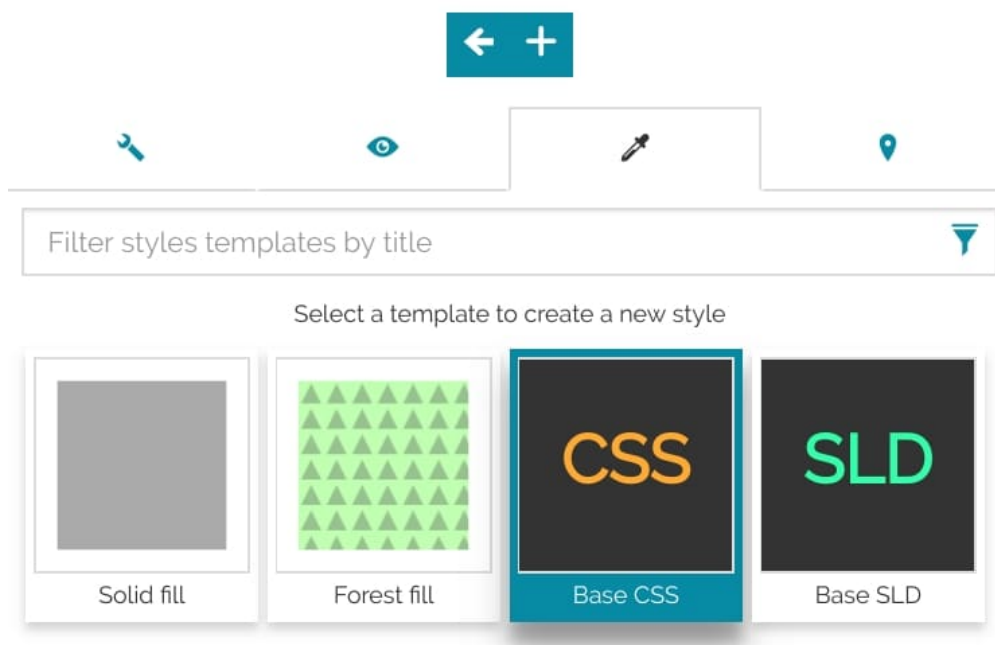 Filter styles templates by title
Select a template to create a new style
CSS
SLD
Solid fill
Forest fill
Base CSS
Base SLD